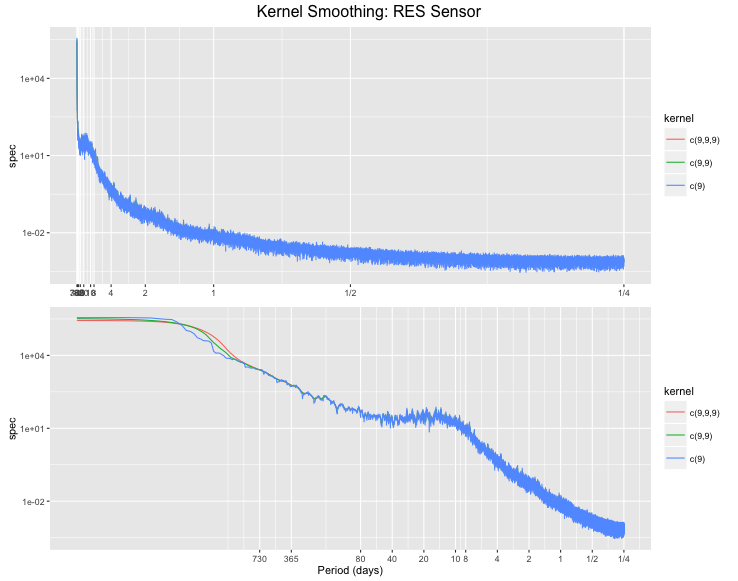 Kernel Smoothing: RES Sensor
1e+04
1e+01
1e-02
spec
8 4 2 1 1/2 1/4
kernel
c(9,9,9)
c(9,9)
c(9)
1e+04
1e+01
1e-02
spec
730 365 80 40 20 10 8 4 2 1 1/2 1/4
Period (days)
kernel
c(9,9,9)
c(9,9)
c(9)